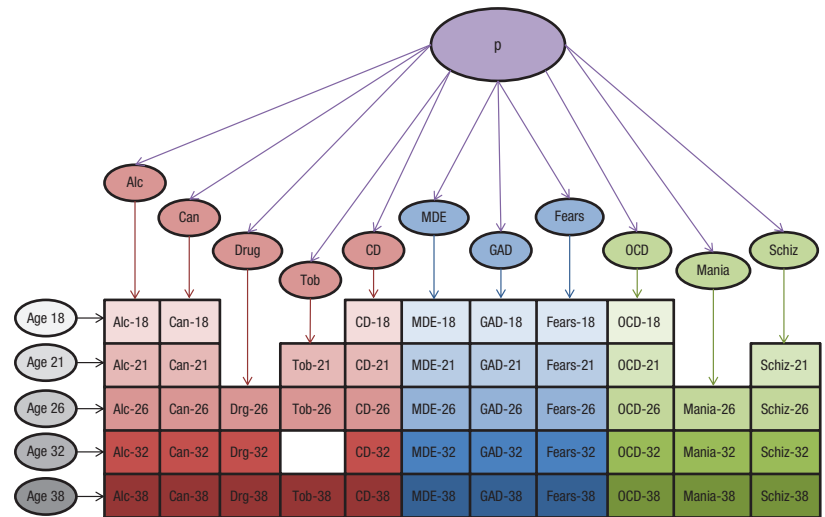 p
Alc
Can
Drug
Tob
CD
MDE
GAD
Fears
OCD
Mania
Schiz
Age 18 Alc-18 Can-18 CD-18 MDE-18 GAD-18 Fears-18 OCD-18
Age 21 Alc-21 Can-21 Tob-21 CD-21 MDE-21 GAD-21 Fears-21 OCD-21 Schiz-21
Age 26 Alc-26 Can-26 Drg-26 Tob-26 CD-26 MDE-26 GAD-26 Fears-26 OCD-26 Mania-26 Schiz-26
Age 32 Alc-32 Can-32 Drg-32 CD-32 MDE-32 GAD-32 Fears-32 OCD-32 Mania-32 Schiz-32
Age 38 Alc-38 Can-38 Drg-38 Tob-38 CD-38 MDE-38 GAD-38 Fears-38 OCD-38 Mania-38 Schiz-38